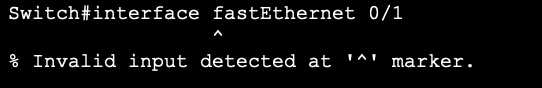 Switch#interface fastEthernet 0/1
^
% Invalid input detected at '^' marker.